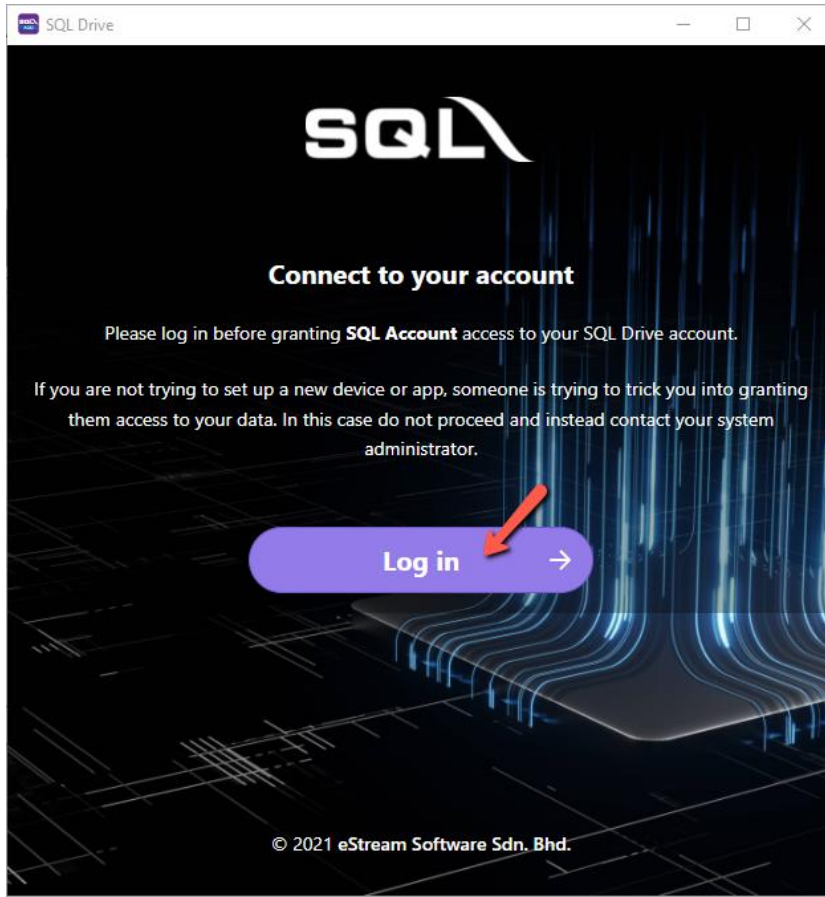 SQL Drive
SQL
Connect to your account
Please log in before granting SQL Account access to your SQL Drive account.
If you are not trying to set up a new device or app, someone is trying to trick you into granting
them access to your data. In this case do not proceed and instead contact your system
administrator.
Log in
© 2021 eStream Software Sdn. Bhd.